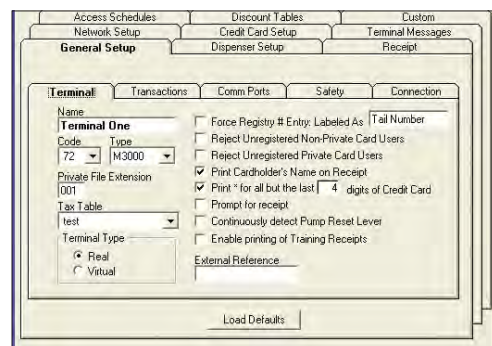 Access Schedules Discount Tables Custom
Network Setup Credit Card Setup Terminal Messages
General Setup Dispenser Setup Receipt
Terminal Transactions Comm Ports Safety Connection
Name
Terminal One
Code Type
72 M3000
Private File Extension
001
Tax Table
test
Terminal Type
Real
Virtual
Force Registry # Entry: Labeled As Tail Number
Reject Unregistered Non-Private Card Users
Reject Unregistered Private Card Users
Print Cardholder's Name on Receipt
Print * for all but the last 4 digits of Credit Card
Prompt for receipt
Continuously detect Pump Reset Lever
Enable printing of Training Receipts
External Reference
Load Defaults